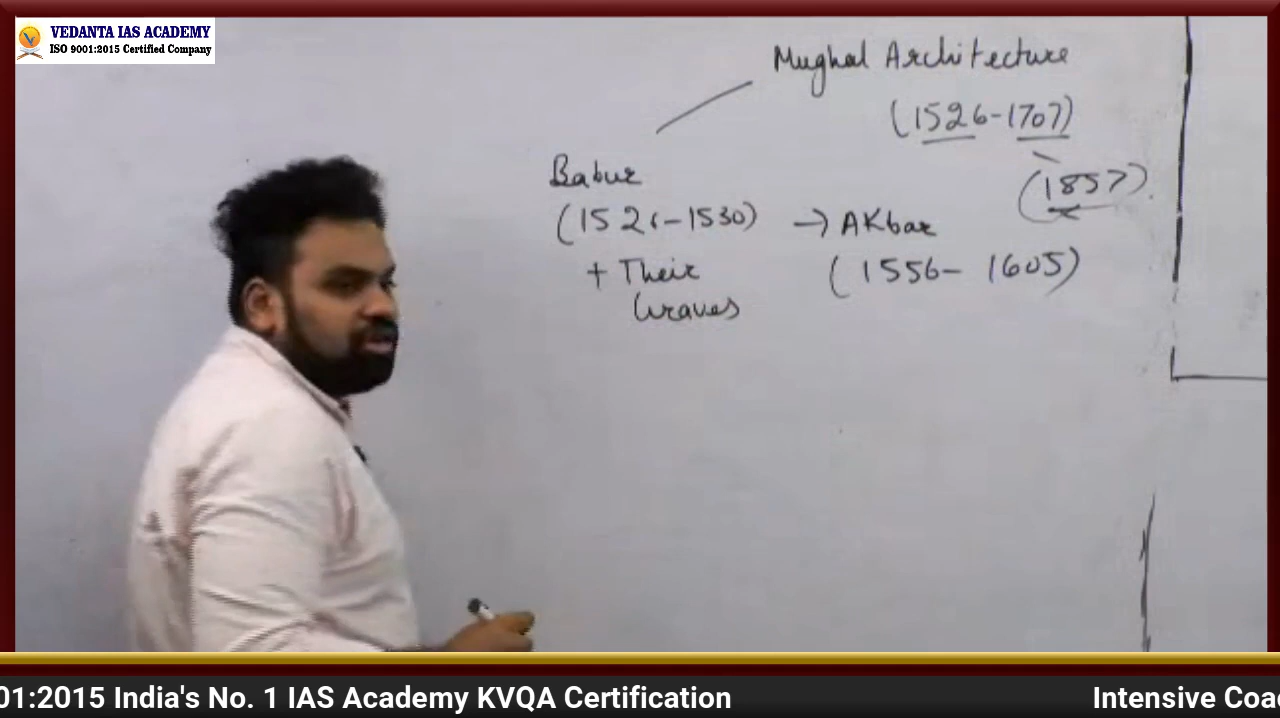 VEDANTA IAS ACADEMY
ISO 9001:2015 Certified Company
Mughal Architecture
(1526-1707)
(1857)
Babur
(1526-1530) → AKbar
+ Their (1556- 1605)
Graves
01:2015 India's No. 1 IAS Academy KVQA Certification
Intensive Coa